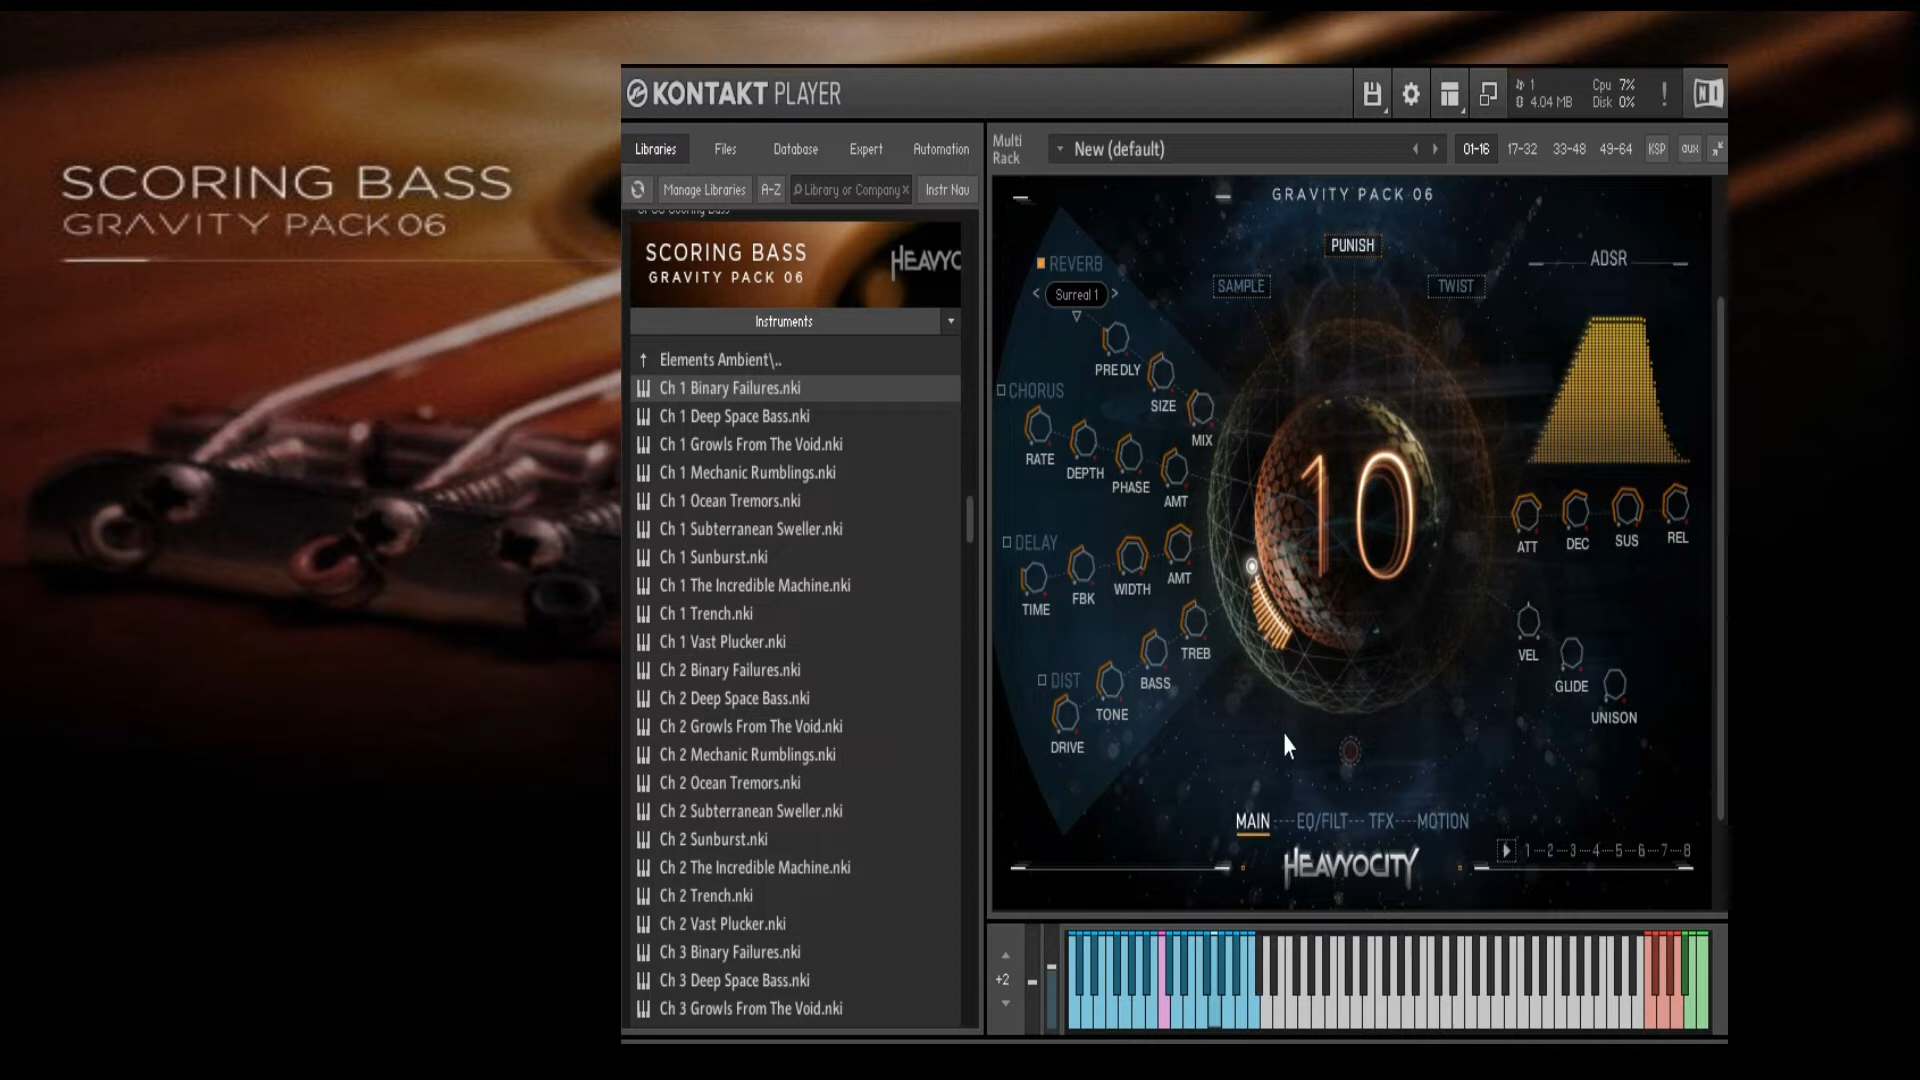 SCORING BASS
GRAVITY PACK 06
KONTAKT PLAYER
1
4.04 MB
Cpu 7%
Disk 0%
!
Libraries
Files
Database
Expert
Automation
Manage Libraries
A-Z
Library or Company
Instr Nav
SCORING BASS
GRAVITY PACK 06
HEAVYOC
Instruments
Elements Ambient\..
Ch 1 Binary Failures.nki
Ch 1 Deep Space Bass.nki
Ch 1 Growls From The Void.nki
Ch 1 Mechanic Rumblings.nki
Ch 1 Ocean Tremors.nki
Ch 1 Subterranean Sweller.nki
Ch 1 Sunburst.nki
Ch 1 The Incredible Machine.nki
Ch 1 Trench.nki
Ch 1 Vast Plucker.nki
Ch 2 Binary Failures.nki
Ch 2 Deep Space Bass.nki
Ch 2 Growls From The Void.nki
Ch 2 Mechanic Rumblings.nki
Ch 2 Ocean Tremors.nki
Ch 2 Subterranean Sweller.nki
Ch 2 Sunburst.nki
Ch 2 The Incredible Machine.nki
Ch 2 Trench.nki
Ch 2 Vast Plucker.nki
Ch 3 Binary Failures.nki
Ch 3 Deep Space Bass.nki
Ch 3 Growls From The Void.nki
Multi
Rack
New (default)
01-16
17-32
33-48
49-64
KSP
aux
GRAVITY PACK 06
PUNISH
SAMPLE
TWIST
REVERB
Surreal 1
PRE DLY
SIZE
MIX
CHORUS
RATE
DEPTH
PHASE
AMT
DELAY
TIME
FBK
WIDTH
AMT
DIST
DRIVE
TONE
BASS
TREB
10
ADSR
ATT
DEC
SUS
REL
VEL
GLIDE
UNISON
MAIN
EQ/FILT
TFX
MOTION
HEAVYOCITY
1 2 3 4 5 6 7 8
+2